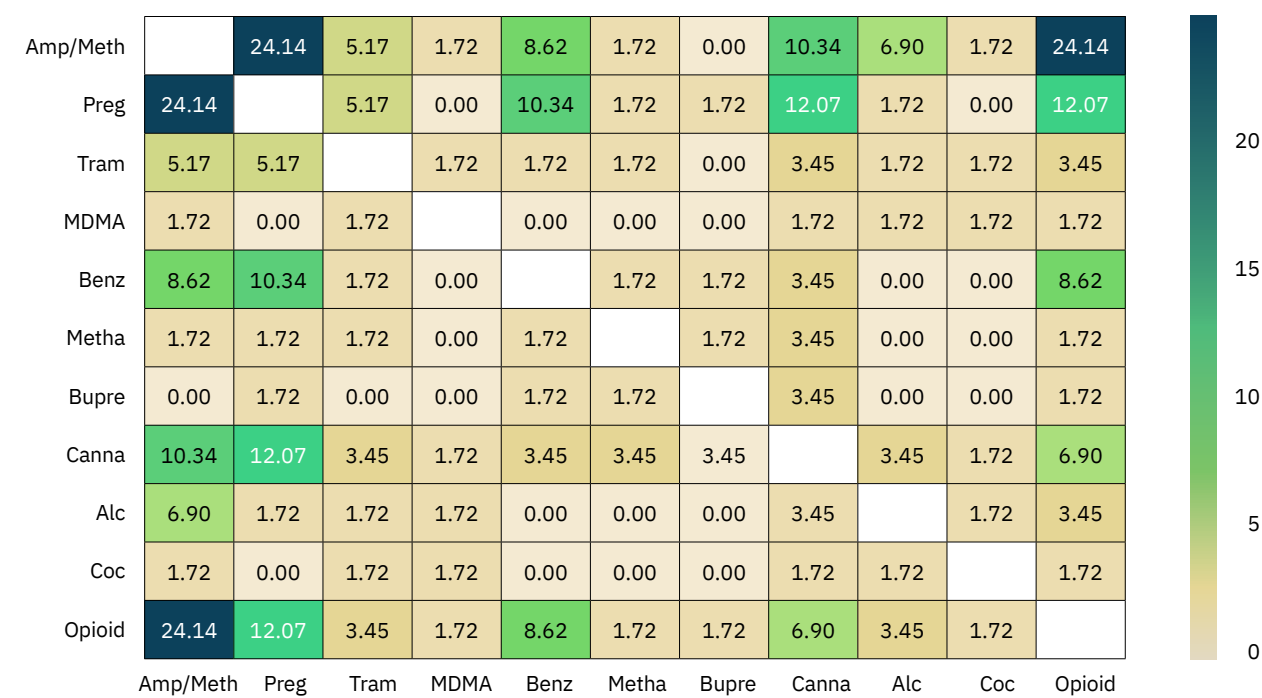 Amp/Meth 24.14 5.17 1.72 8.62 1.72 0.00 10.34 6.90 1.72 24.14
Preg 24.14 5.17 0.00 10.34 1.72 1.72 12.07 1.72 0.00 12.07
Tram 5.17 5.17 1.72 1.72 1.72 0.00 3.45 1.72 1.72 3.45
MDMA 1.72 0.00 1.72 0.00 0.00 0.00 1.72 1.72 1.72 1.72
Benz 8.62 10.34 1.72 0.00 1.72 1.72 3.45 0.00 0.00 8.62
Metha 1.72 1.72 1.72 0.00 1.72 1.72 3.45 0.00 0.00 1.72
Bupre 0.00 1.72 0.00 0.00 1.72 1.72 3.45 0.00 0.00 1.72
Canna 10.34 12.07 3.45 1.72 3.45 3.45 3.45 3.45 1.72 6.90
Alc 6.90 1.72 1.72 1.72 0.00 0.00 0.00 3.45 1.72 3.45
Coc 1.72 0.00 1.72 1.72 0.00 0.00 0.00 1.72 1.72 1.72
Opioid 24.14 12.07 3.45 1.72 8.62 1.72 1.72 6.90 3.45 1.72
Amp/Meth Preg Tram MDMA Benz Metha Bupre Canna Alc Coc Opioid
20
15
10
5
0